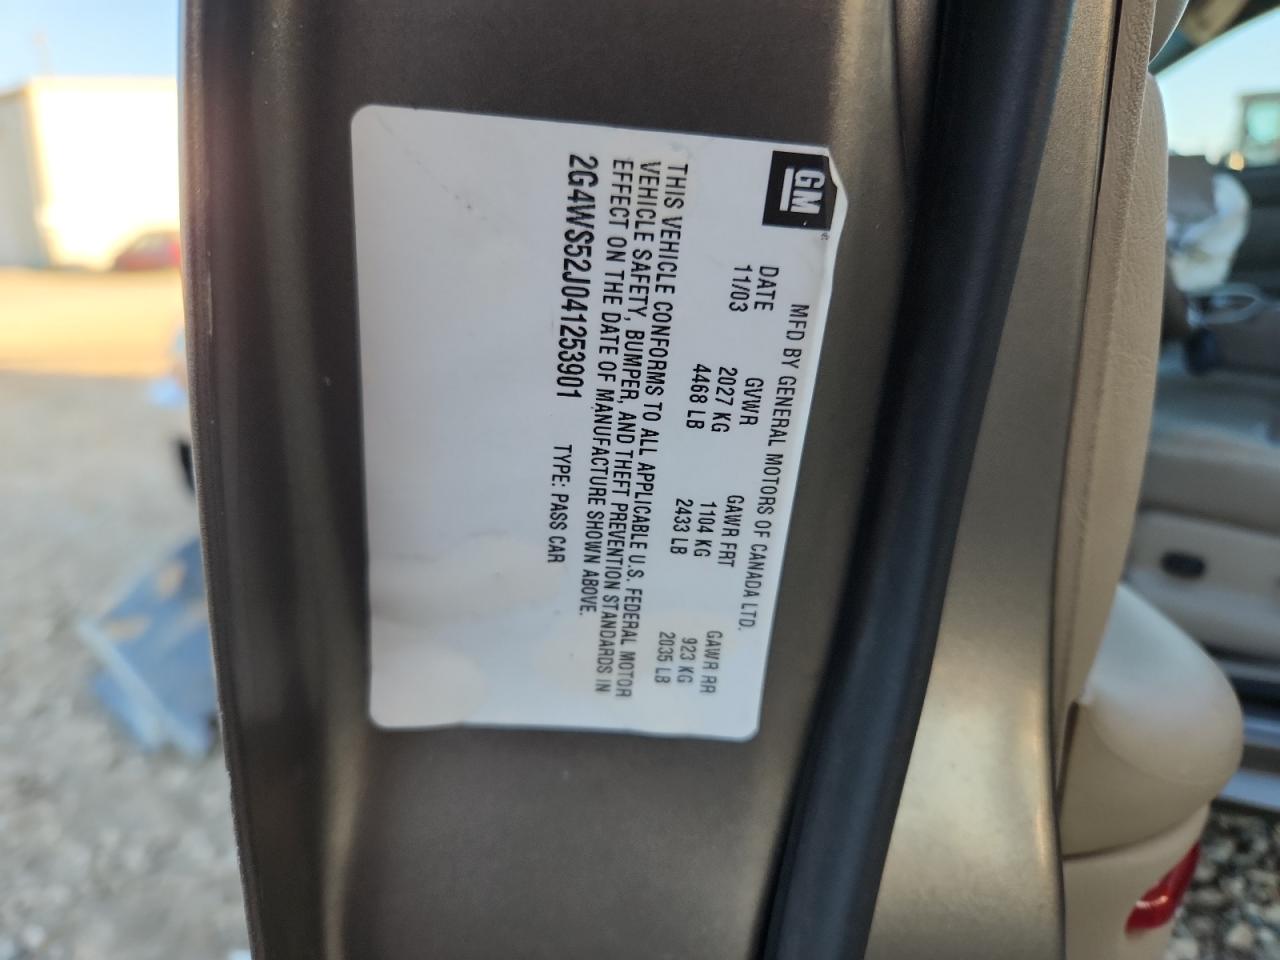 GM
MFD BY GENERAL MOTORS OF CANADA LTD.
DATE GVWR GAWR FRT GAWR RR
11/03 2027 KG 1104 KG 923 KG
4468 LB 2433 LB 2035 LB
THIS VEHICLE CONFORMS TO ALL APPLICABLE U.S. FEDERAL MOTOR
VEHICLE SAFETY, BUMPER, AND THEFT PREVENTION STANDARDS IN
EFFECT ON THE DATE OF MANUFACTURE SHOWN ABOVE.
2G4WS52J041253901 TYPE: PASS CAR